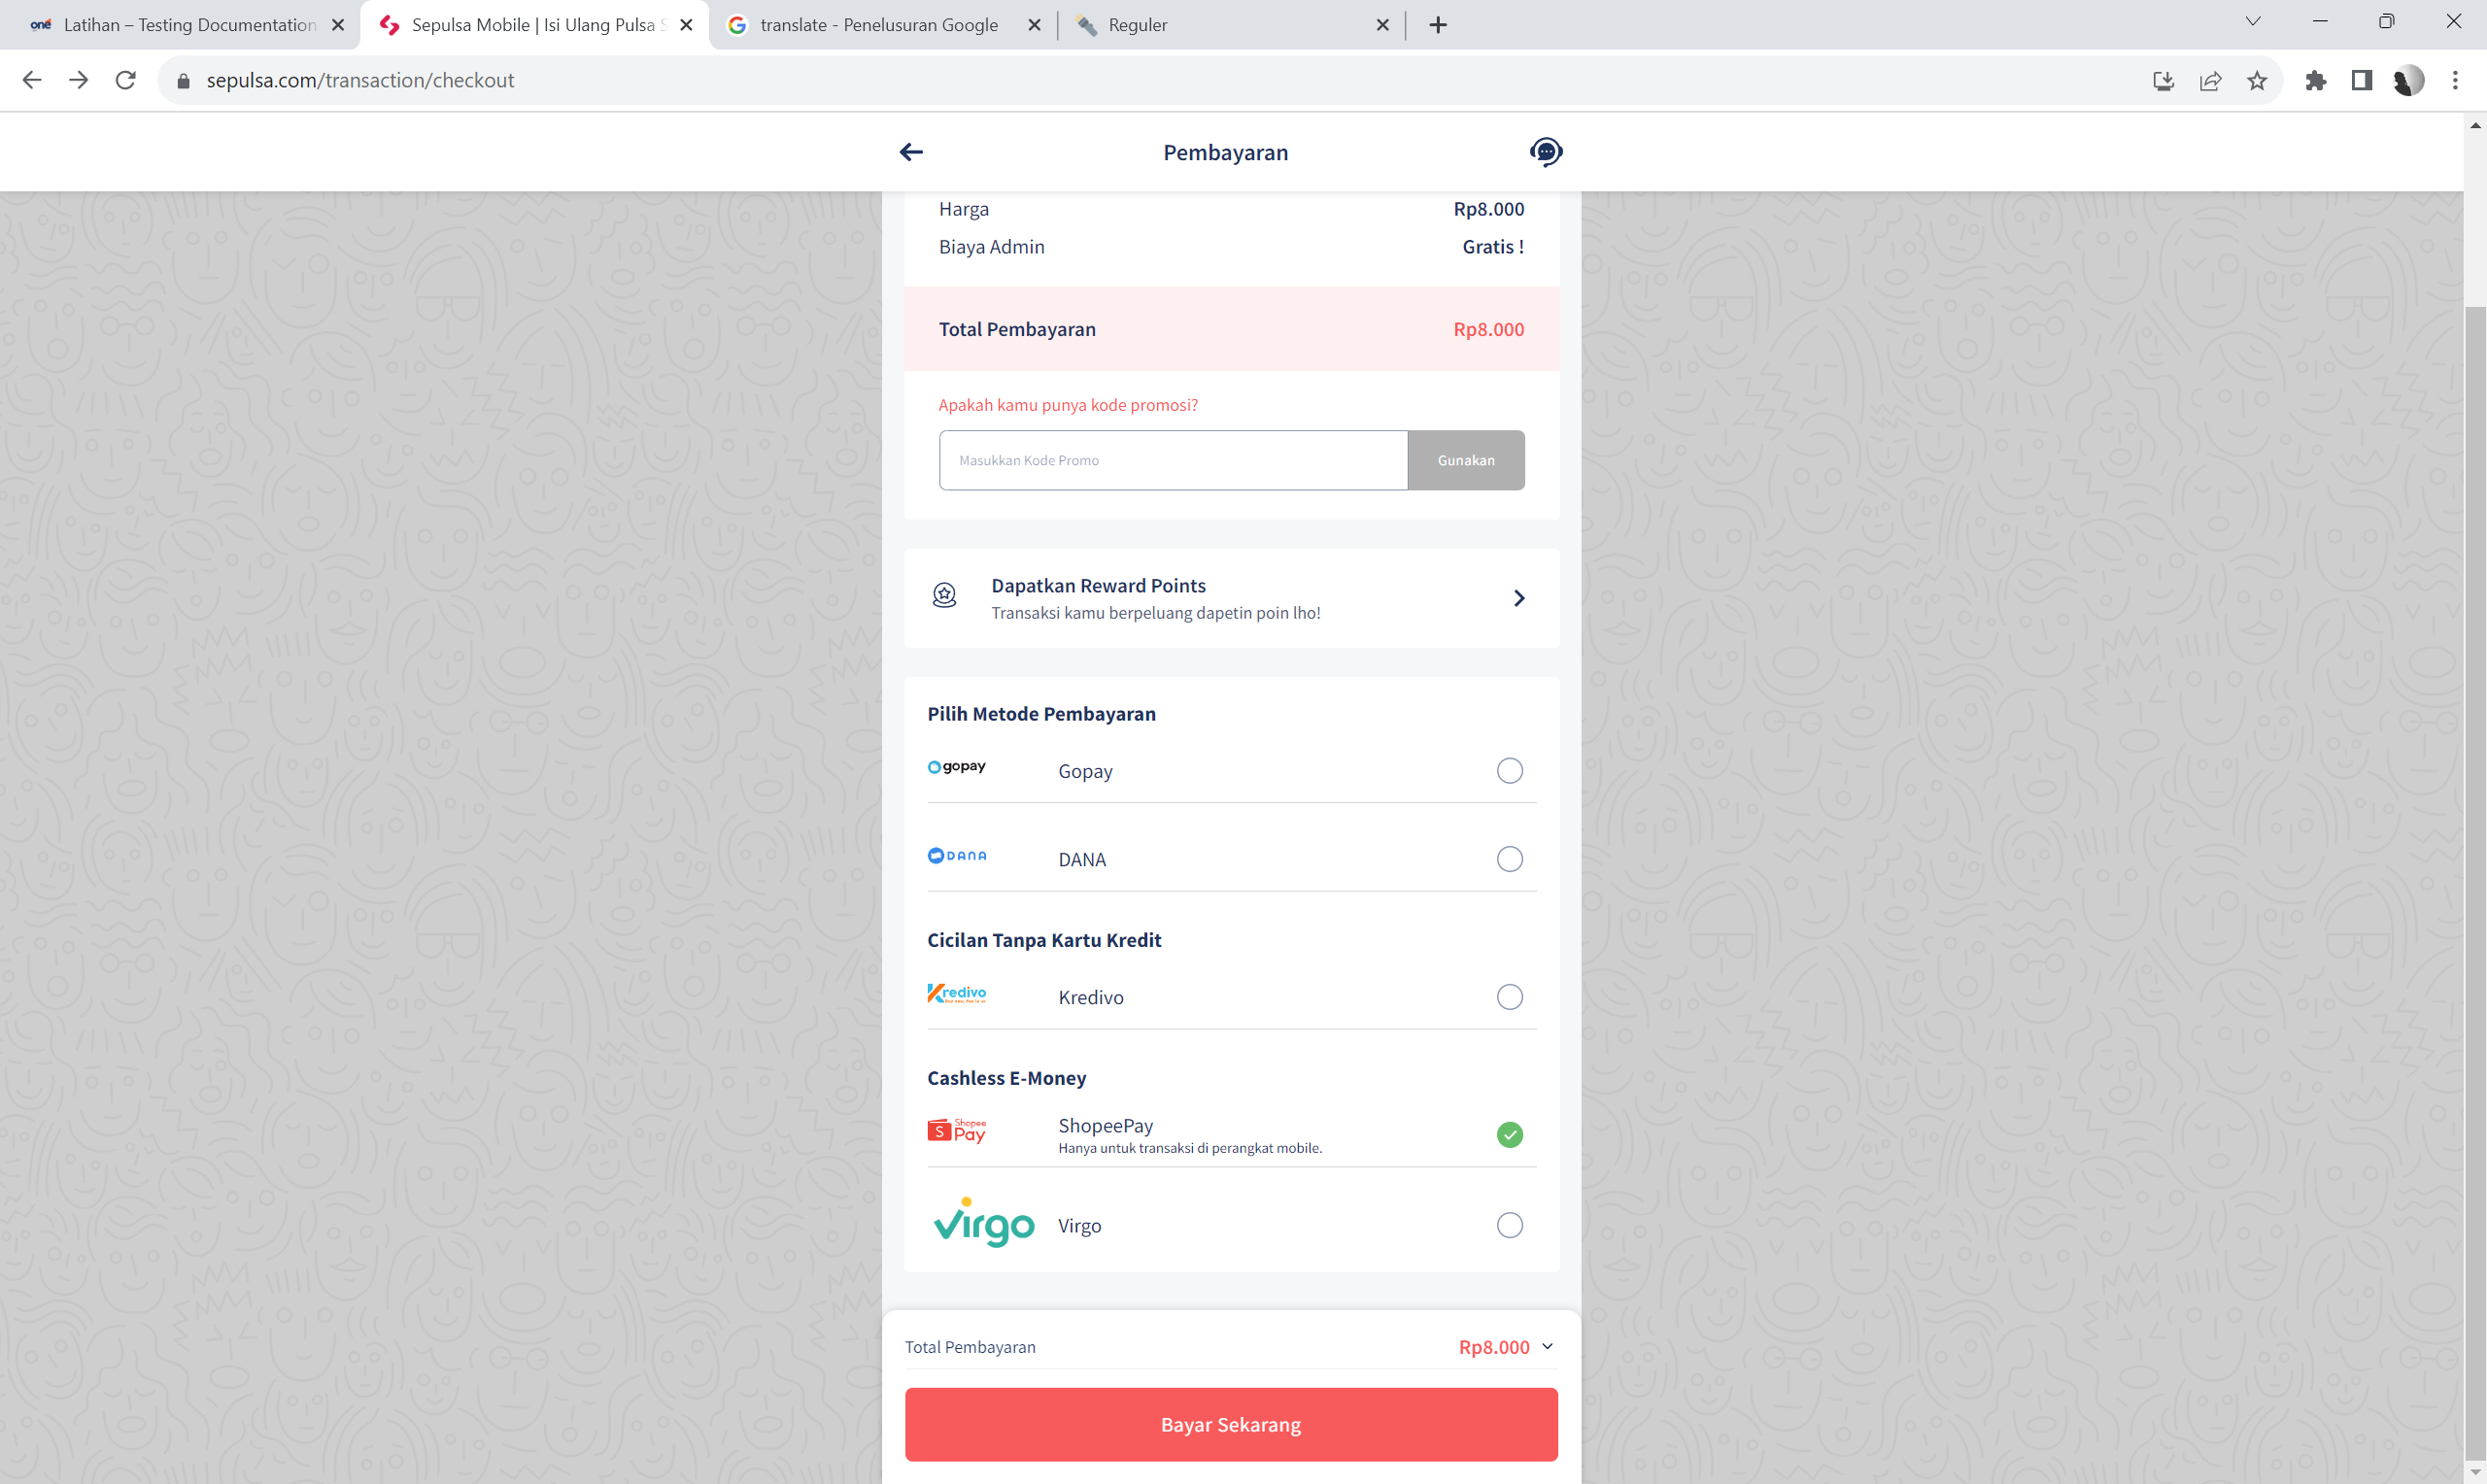 one Latihan – Testing Documentation
Sepulsa Mobile | Isi Ulang Pulsa S
translate - Penelusuran Google
Reguler
sepulsa.com/transaction/checkout
Pembayaran
Harga Rp8.000
Biaya Admin Gratis !
Total Pembayaran Rp8.000
Apakah kamu punya kode promosi?
Masukkan Kode Promo Gunakan
Dapatkan Reward Points
Transaksi kamu berpeluang dapetin poin lho!
Pilih Metode Pembayaran
gopay Gopay
DANA DANA
Cicilan Tanpa Kartu Kredit
Kredivo Kredivo
Cashless E-Money
S Shopee Pay ShopeePay
Hanya untuk transaksi di perangkat mobile.
virgo Virgo
Total Pembayaran Rp8.000
Bayar Sekarang